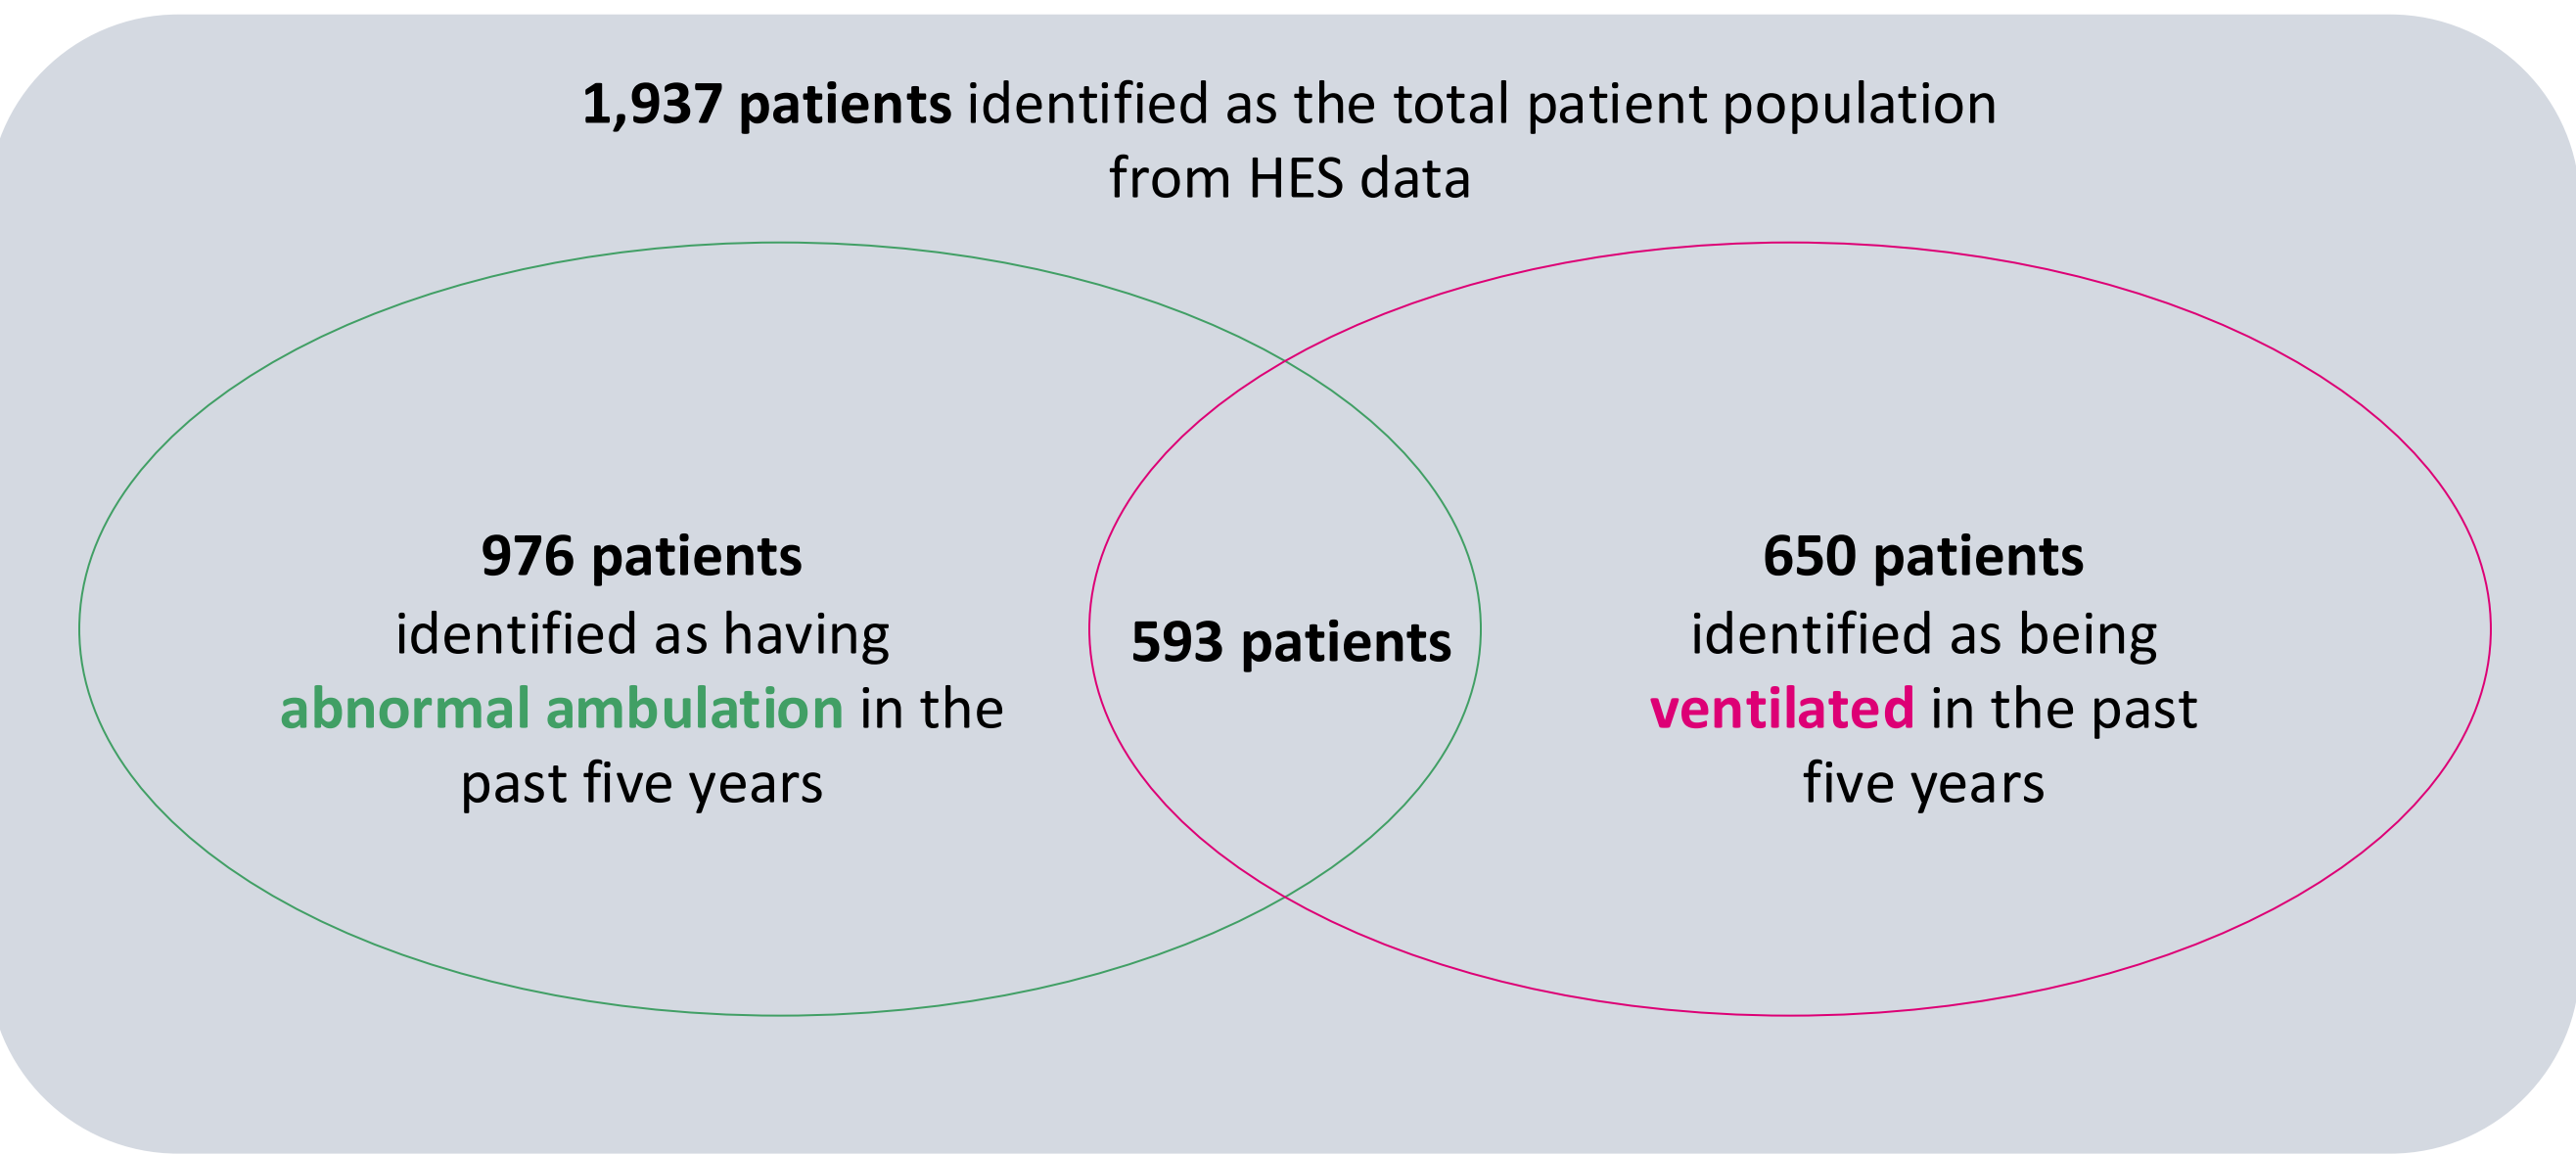 1,937 patients identified as the total patient population
from HES data
976 patients
identified as having
abnormal ambulation in the
past five years
593 patients
650 patients
identified as being
ventilated in the past
five years